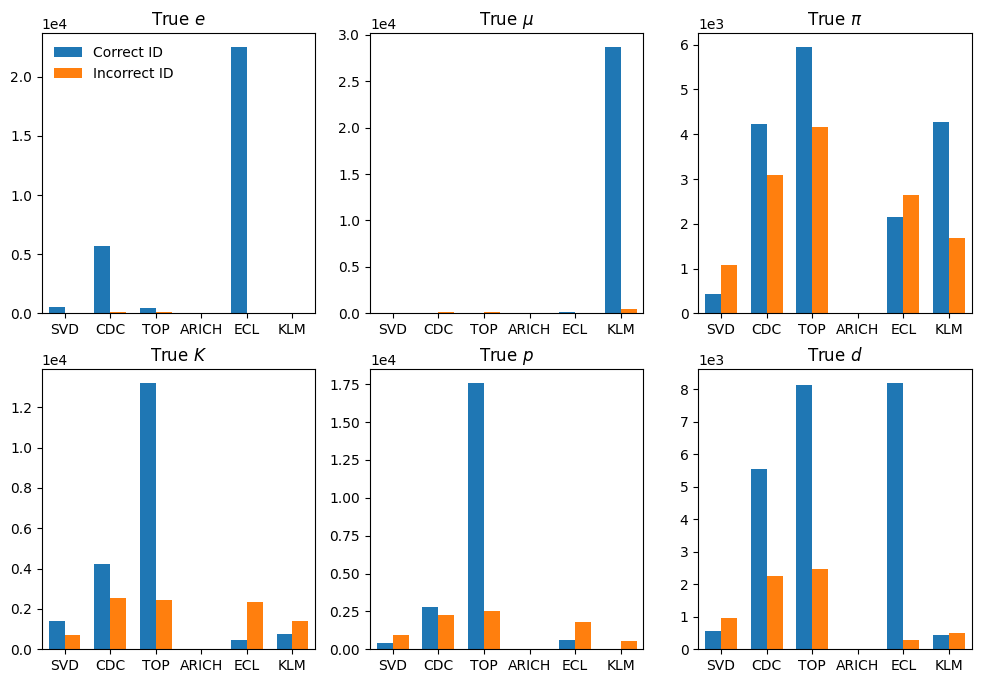 True e
1e4
2.0
1.5
1.0
0.5
0.0
Correct ID
Incorrect ID
SVD CDC TOP ARICH ECL KLM
True μ
1e4
3.0
2.5
2.0
1.5
1.0
0.5
0.0
SVD CDC TOP ARICH ECL KLM
True π
1e3
6
5
4
3
2
1
0
SVD CDC TOP ARICH ECL KLM
True K
1e4
1.2
1.0
0.8
0.6
0.4
0.2
0.0
SVD CDC TOP ARICH ECL KLM
True p
1e4
1.75
1.50
1.25
1.00
0.75
0.50
0.25
0.00
SVD CDC TOP ARICH ECL KLM
True d
1e3
8
7
6
5
4
3
2
1
0
SVD CDC TOP ARICH ECL KLM